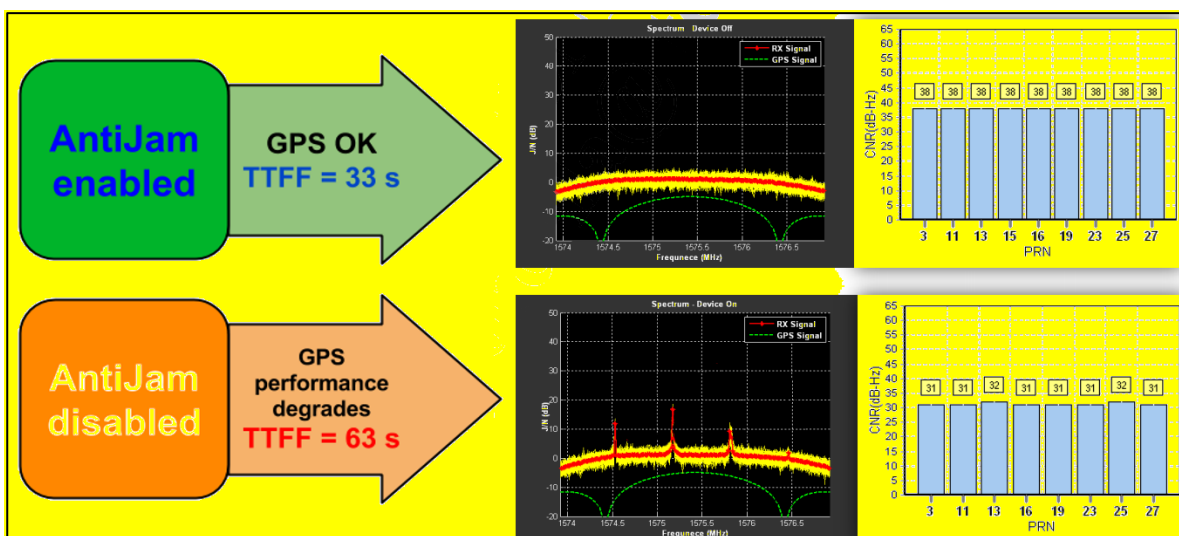 AntiJam
enabled
GPS OK
TTFF = 33 s
Spectrum - Device Off
RX Signal
GPS Signal
J/N (dB)
50
40
30
20
10
0
-10
-20
1574 1574.5 1575 1575.5 1576 1576.5
Frequnece (MHz)
CNR(dB-Hz)
65
60
55
50
45
40
35
30
25
20
15
10
5
0
38 38 38 38 38 38 38 38 38
3 11 13 15 16 19 23 25 27
PRN
AntiJam
disabled
GPS
performance
degrades
TTFF = 63 s
Spectrum - Device On
RX Signal
GPS Signal
J/N (dB)
50
40
30
20
10
0
-10
-20
1574 1574.5 1575 1575.5 1576 1576.5
Frequnece (MHz)
CNR(dB-Hz)
65
60
55
50
45
40
35
30
25
20
15
10
5
0
31 31 32 31 31 31 32 31
3 11 13 16 19 23 25 27
PRN